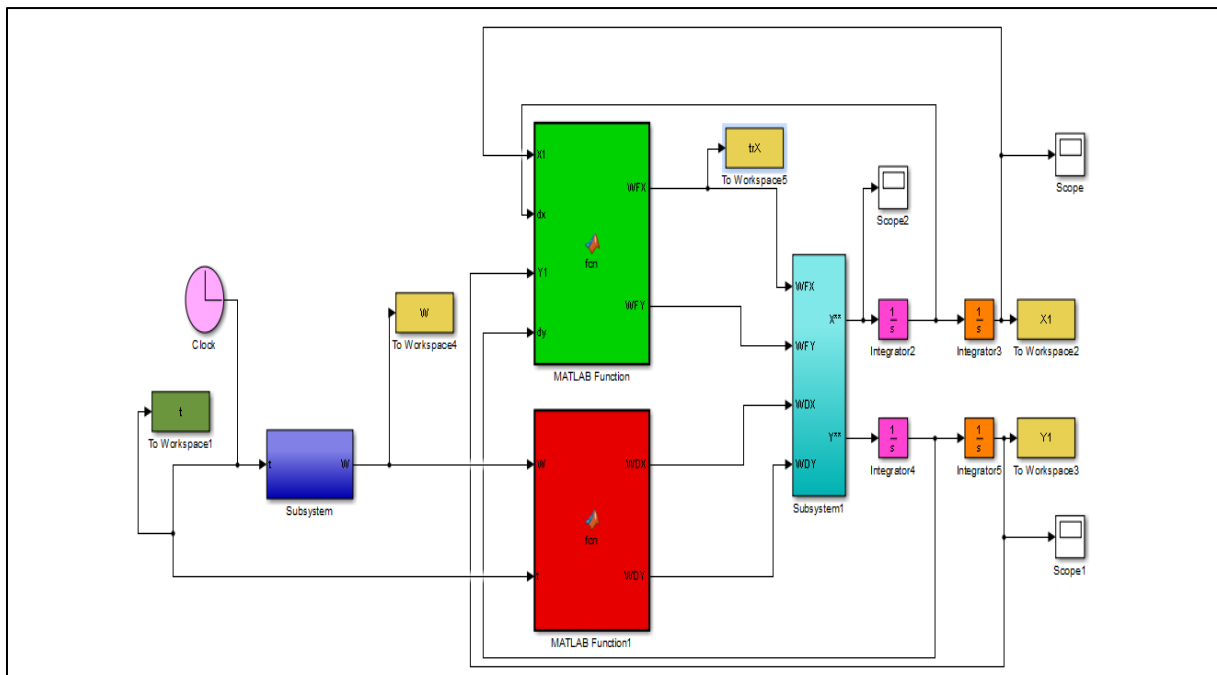 X1
dx
Y1
dy
fcn
WFX
WFY
MATLAB Function
trX
To Workspace5
Scope2
Scope
Clock
W
To Workspace4
t
To Workspace1
t
W
Subsystem
W
t
fcn
WDX
WDY
MATLAB Function1
WFX
WFY
WDX
WDY
X**
Y**
Subsystem1
1
s
Integrator2
1
s
Integrator3
X1
To Workspace2
1
s
Integrator4
1
s
Integrator5
Y1
To Workspace3
Scope1